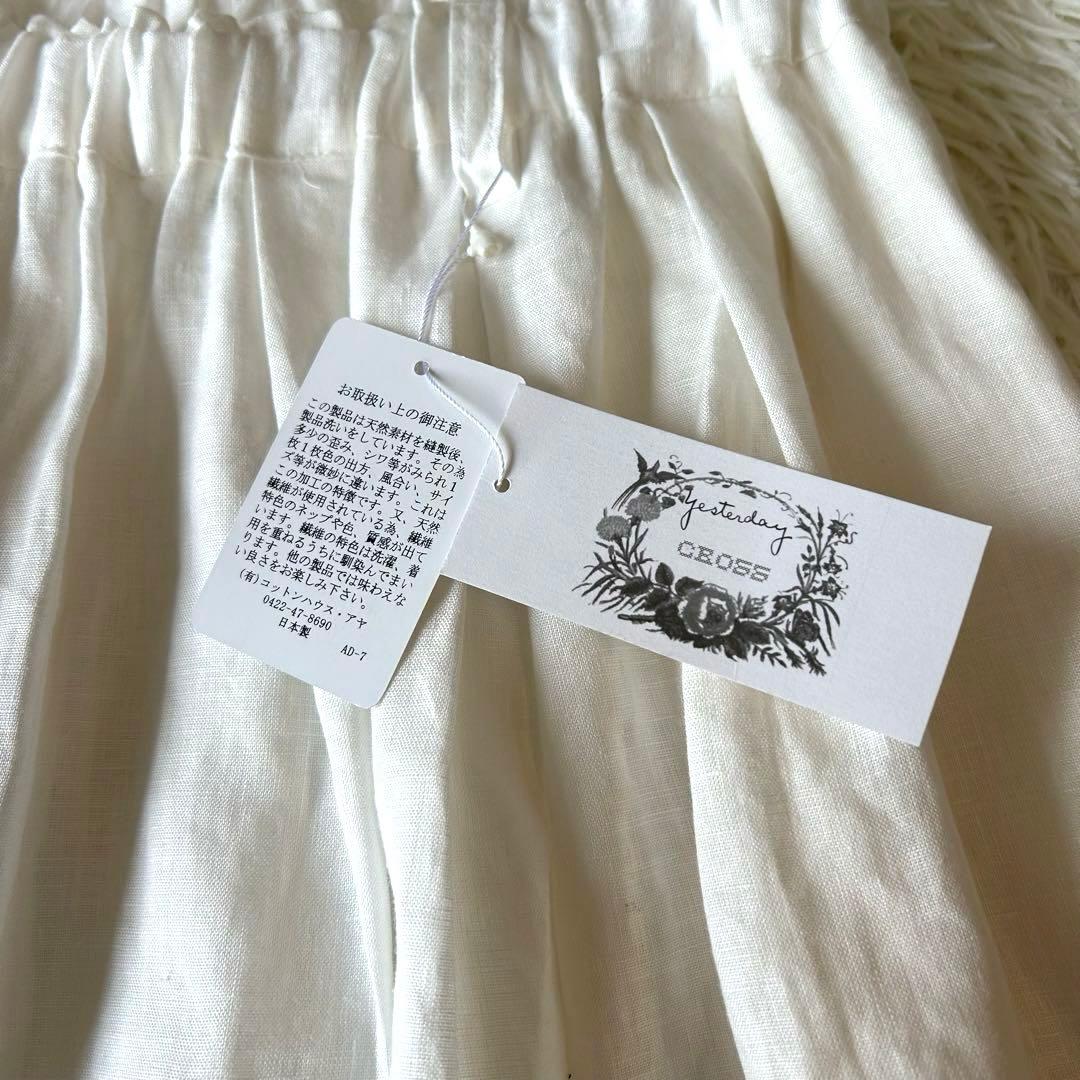 お取扱い上の御注意
この製品は天然素材を縫製後、
製品洗いをしています。その為
多少の歪み、シワ等がみられ1
枚1枚色の出方、風合い、サイ
ズ等が微妙に違います。これは
この加工の特徴です。又、天然
繊維が使用されている為、繊維
特色のネップや色、質感が出て
います。繊維の特色は洗濯、着
用を重ねるうちに馴染んでまい
ります。他の製品では味わえな
い良さをお楽しみ下さい。
(有)コットンハウス・アヤ
0422-47-8690
日本製
AD-7
Yesterday
CROSS